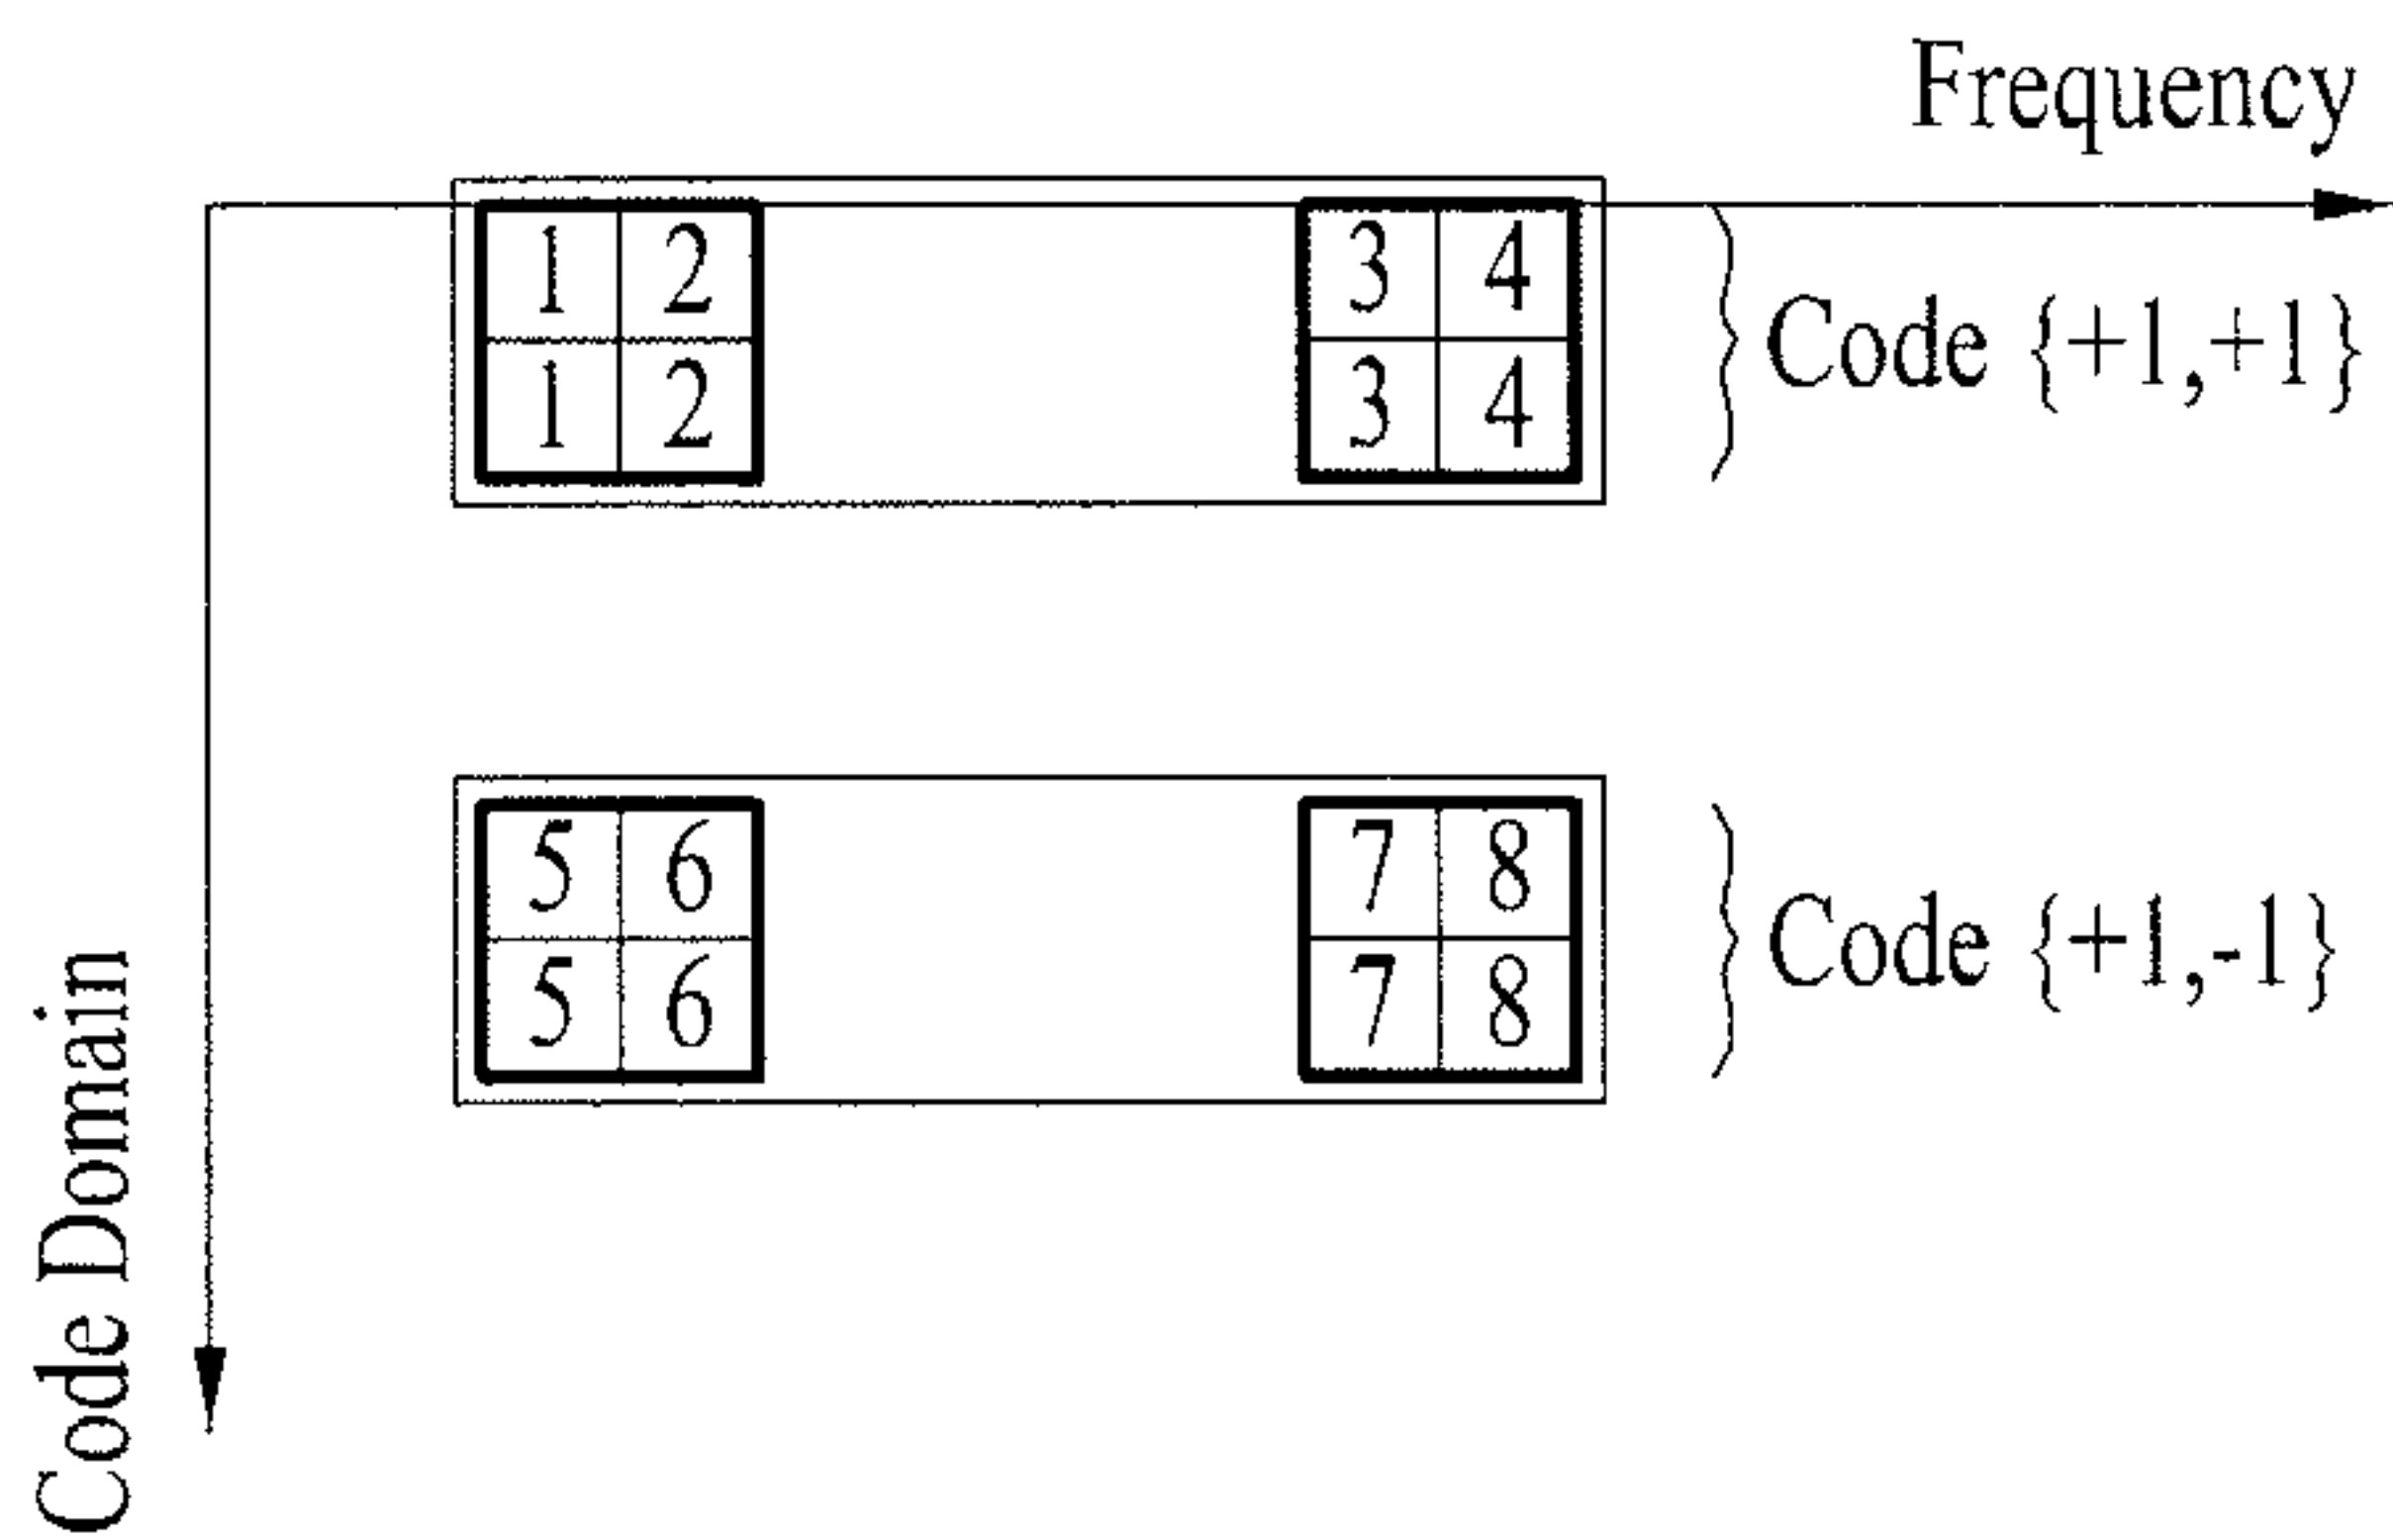 Frequency
1 2 3 4
1 2 3 4
Code {+1,+1}
5 6 7 8
5 6 7 8
Code {+1,-1}
Code Domain